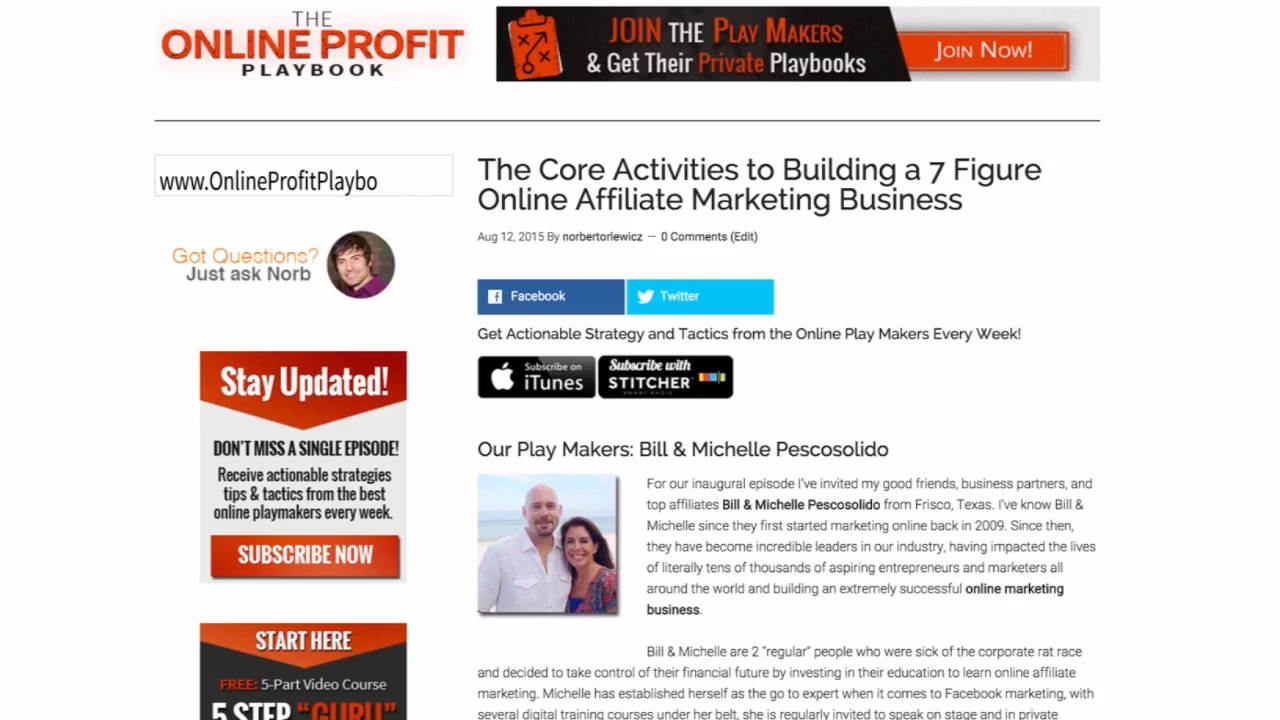 THE
ONLINE PROFIT
PLAYBOOK
JOIN THE PLAY MAKERS
& GET THEIR PRIVATE PLAYBOOKS
JOIN NOW!
www.OnlineProfitPlaybo
Got Questions?
Just ask Norb
Stay Updated!
DON'T MISS A SINGLE EPISODE!
Receive actionable strategies
tips & tactics from the best
online playmakers every week.
SUBSCRIBE NOW
START HERE
FREE: 5-Part Video Course
5 STEP "GURU"
The Core Activities to Building a 7 Figure
Online Affiliate Marketing Business
Aug 12, 2015 By norbertorlewicz — 0 Comments (Edit)
Facebook
Twitter
Get Actionable Strategy and Tactics from the Online Play Makers Every Week!
Subscribe on
iTunes
Subscribe with
STITCHER
SMART RADIO
Our Play Makers: Bill & Michelle Pescosolido
For our inaugural episode I've invited my good friends, business partners, and
top affiliates Bill & Michelle Pescosolido from Frisco, Texas. I've know Bill &
Michelle since they first started marketing online back in 2009. Since then,
they have become incredible leaders in our industry, having impacted the lives
of literally tens of thousands of aspiring entrepreneurs and marketers all
around the world and building an extremely successful online marketing
business.
Bill & Michelle are 2 "regular" people who were sick of the corporate rat race
and decided to take control of their financial future by investing in their education to learn online affiliate
marketing. Michelle has established herself as the go to expert when it comes to Facebook marketing, with
several digital training courses under her belt, she is regularly invited to speak on stage and in private